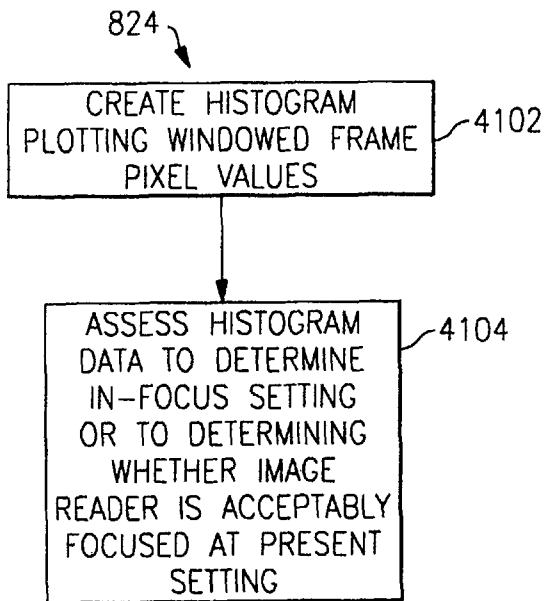 824
CREATE HISTOGRAM
PLOTTING WINDOWED FRAME
PIXEL VALUES
4102
ASSESS HISTOGRAM
DATA TO DETERMINE
IN-FOCUS SETTING
OR TO DETERMINING
WHETHER IMAGE
READER IS ACCEPTABLY
FOCUSED AT PRESENT
SETTING
4104